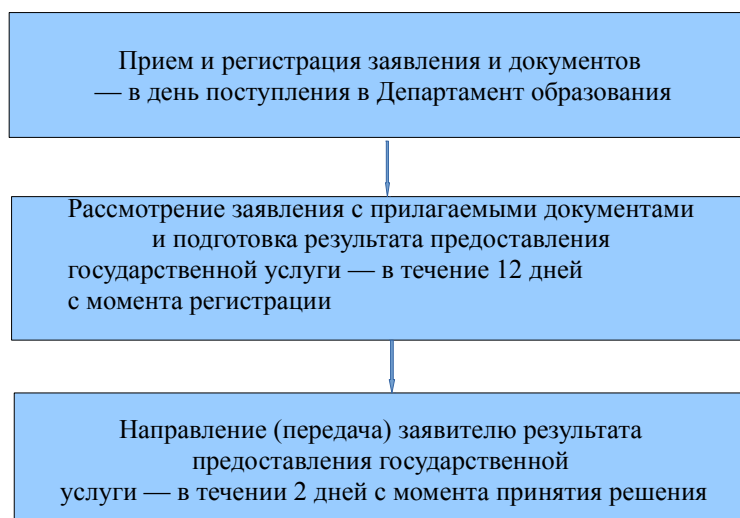 Прием и регистрация заявления и документов
— в день поступления в Департамент образования
Рассмотрение заявления с прилагаемыми документами
и подготовка результата предоставления
государственной услуги — в течение 12 дней
с момента регистрации
Направление (передача) заявителю результата
предоставления государственной
услуги — в течении 2 дней с момента принятия решения